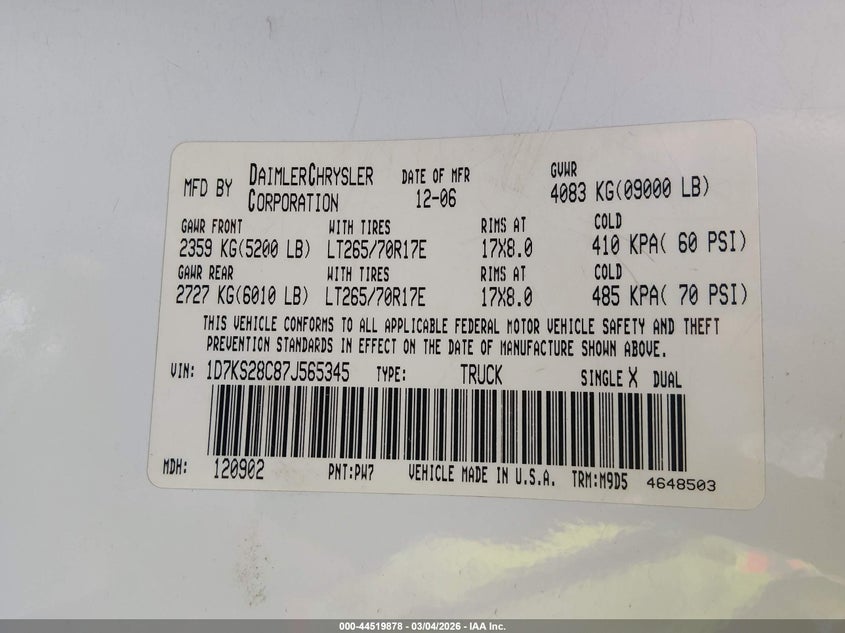 MFD BY DAIMLERCHRYSLER CORPORATION DATE OF MFR 12-06 GVWR 4083 KG(09000 LB)
GAWR FRONT WITH TIRES RIMS AT COLD
2359 KG(5200 LB) LT265/70R17E 17X8.0 410 KPA( 60 PSI)
GAWR REAR WITH TIRES RIMS AT COLD
2727 KG(6010 LB) LT265/70R17E 17X8.0 485 KPA( 70 PSI)
THIS VEHICLE CONFORMS TO ALL APPLICABLE FEDERAL MOTOR VEHICLE SAFETY AND THEFT
PREVENTION STANDARDS IN EFFECT ON THE DATE OF MANUFACTURE SHOWN ABOVE.
VIN: 1D7KS28C87J565345 TYPE: TRUCK SINGLE X DUAL
MDH: 120902 PNT:PW7 VEHICLE MADE IN U.S.A. TRM:M9D5 4648503
000-44519878 - 03/04/2026 - IAA Inc.